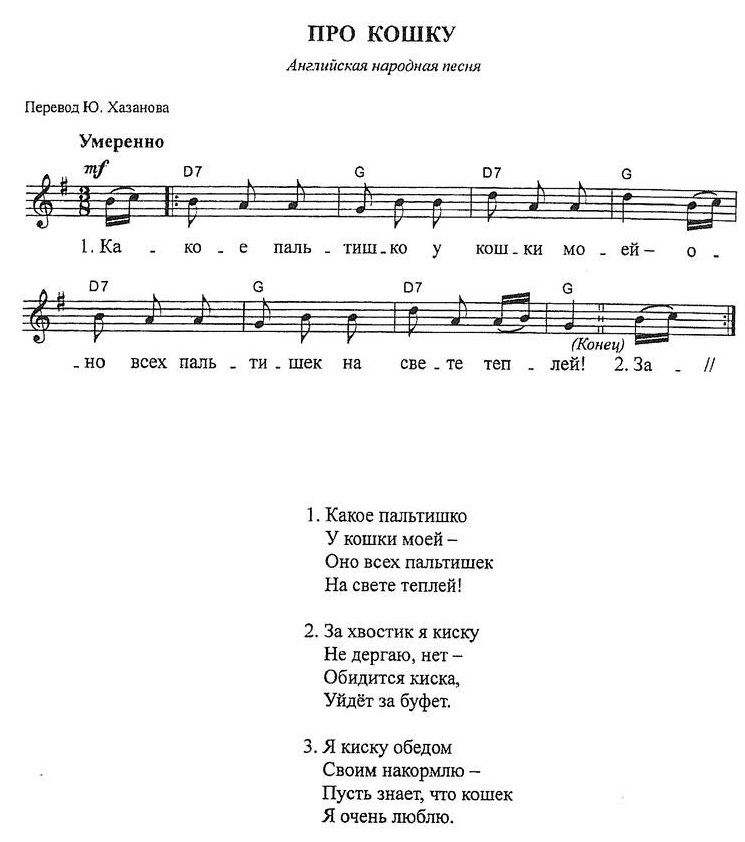 ПРО КОШКУ
Английская народная песня
Перевод Ю. Хазанова
Умеренно
mf D7 G D7 G
3
8
1. Ка - ко - е паль - тиш - ко у кош - ки мо - ей – о -
D7 G D7 G
(Конец)
- но всех паль - ти - шек на све - те теп - лей! 2. За - //
1. Какое пальтишко
У кошки моей –
Оно всех пальтишек
На свете теплей!
2. За хвостик я киску
Не дергаю, нет –
Обидится киска,
Уйдёт за буфет.
3. Я киску обедом
Своим накормлю –
Пусть знает, что кошек
Я очень люблю.